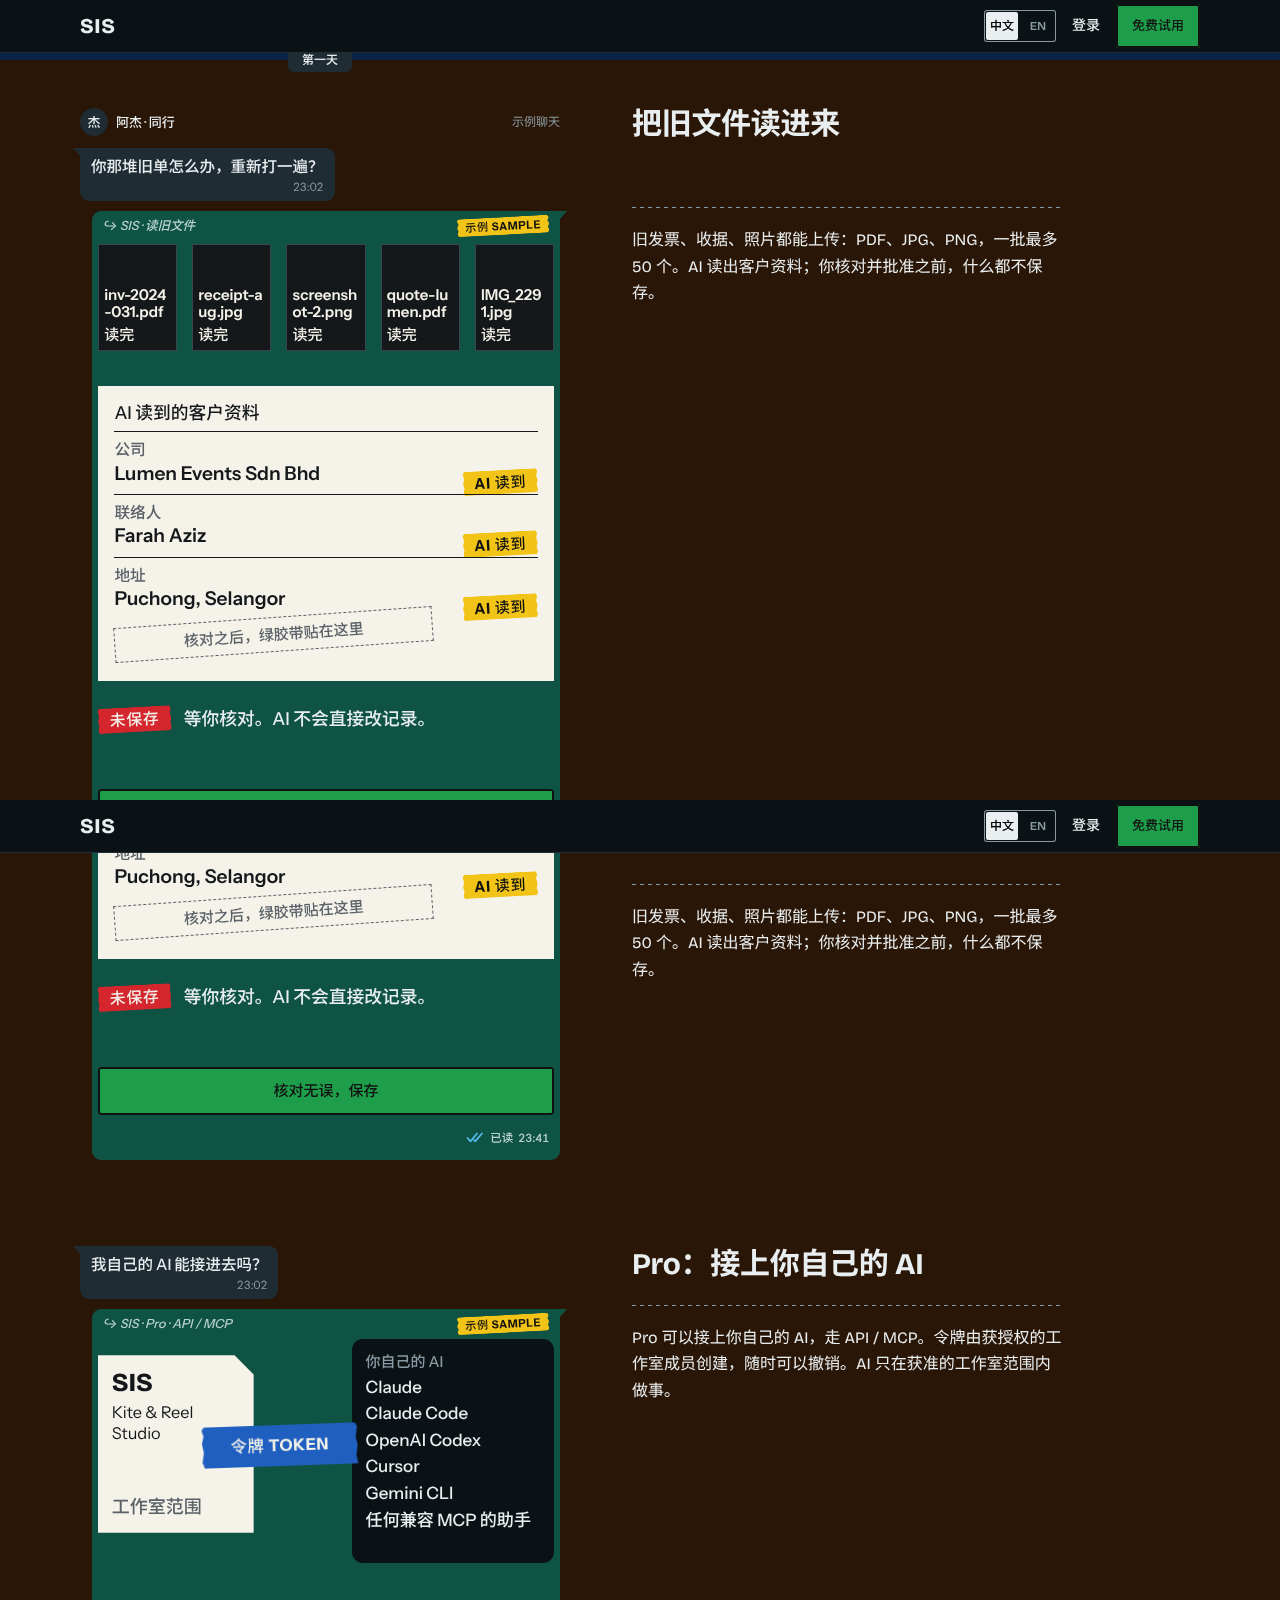 SIS
中文 EN 登录 免费试用
第一天
杰 阿杰·同行 示例聊天
你那堆旧单怎么办，重新打一遍？
23:02
↪ SIS·读旧文件 示例 SAMPLE
inv-2024
-031.pdf
读完
receipt-a
ug.jpg
读完
screensh
ot-2.png
读完
quote-lu
men.pdf
读完
IMG_229
1.jpg
读完
AI 读到的客户资料
公司
Lumen Events Sdn Bhd AI 读到
联络人
Farah Aziz AI 读到
地址
Puchong, Selangor AI 读到
核对之后，绿胶带贴在这里
未保存 等你核对。AI 不会直接改记录。
把旧文件读进来
旧发票、收据、照片都能上传：PDF、JPG、PNG，一批最多
50 个。AI 读出客户资料；你核对并批准之前，什么都不保
存。
SIS
中文 EN 登录 免费试用
地址
Puchong, Selangor AI 读到
核对之后，绿胶带贴在这里
未保存 等你核对。AI 不会直接改记录。
核对无误，保存
已读 23:41
旧发票、收据、照片都能上传：PDF、JPG、PNG，一批最多
50 个。AI 读出客户资料；你核对并批准之前，什么都不保
存。
我自己的 AI 能接进去吗？
23:02
↪ SIS·Pro·API / MCP 示例 SAMPLE
SIS
Kite & Reel
Studio
工作室范围
令牌 TOKEN
你自己的 AI
Claude
Claude Code
OpenAI Codex
Cursor
Gemini CLI
任何兼容 MCP 的助手
Pro：接上你自己的 AI
Pro 可以接上你自己的 AI，走 API / MCP。令牌由获授权的工
作室成员创建，随时可以撤销。AI 只在获准的工作室范围内
做事。